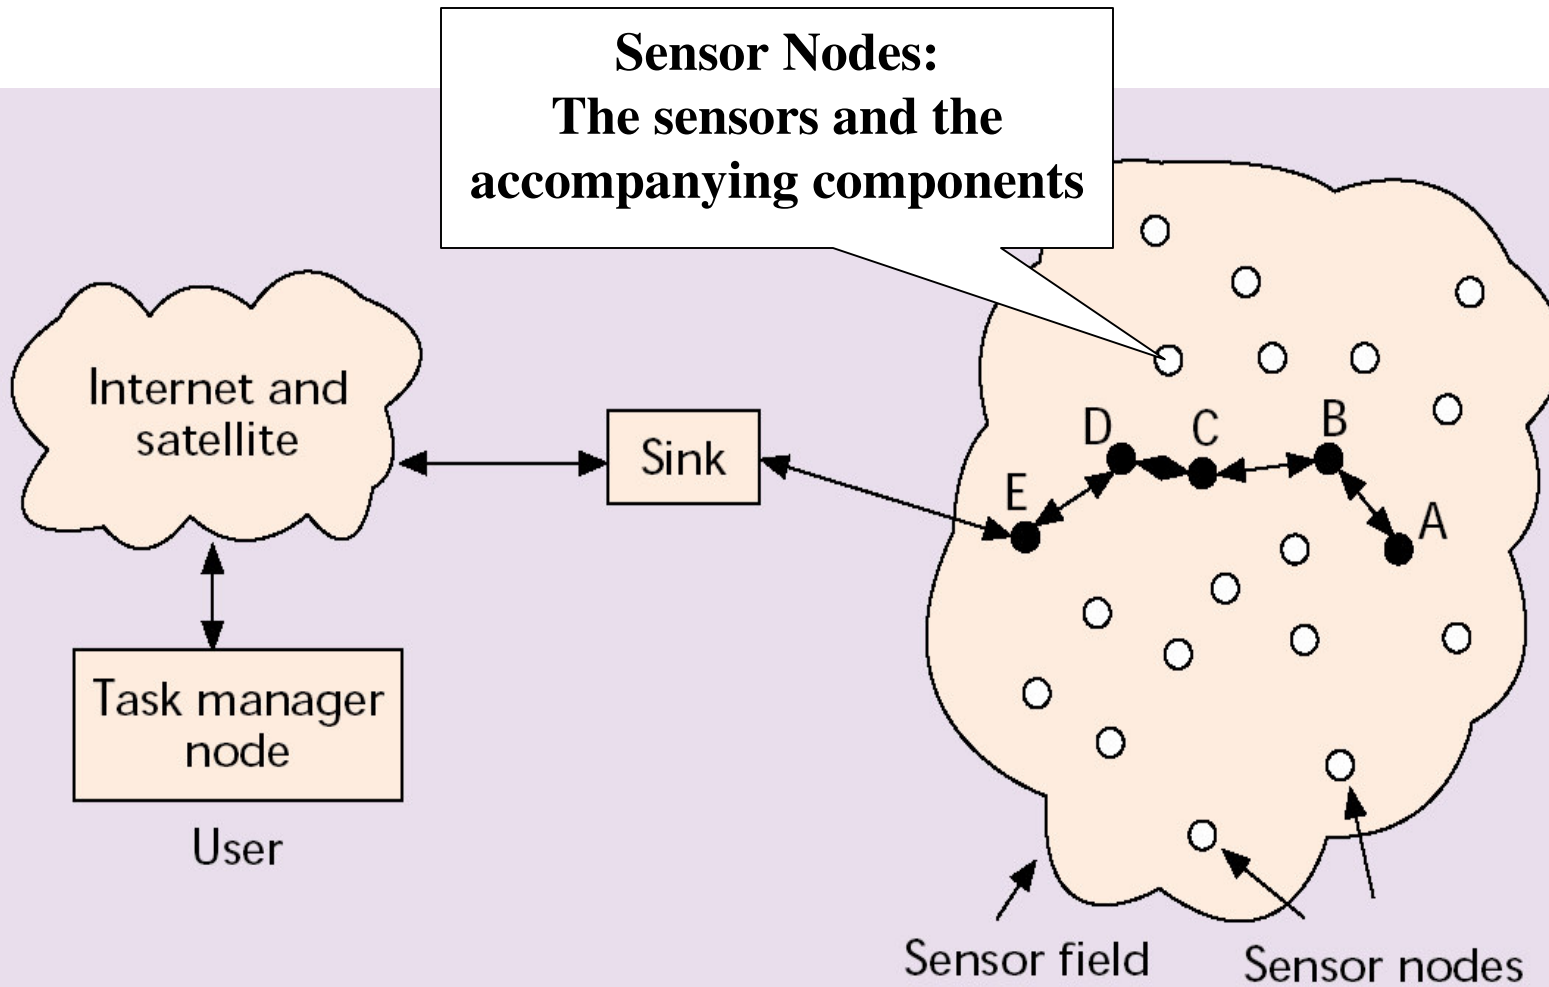 Sensor Nodes:
The sensors and the
accompanying components
Internet and
satellite
Sink
D
C
B
E
A
Task manager
node
User
Sensor field
Sensor nodes